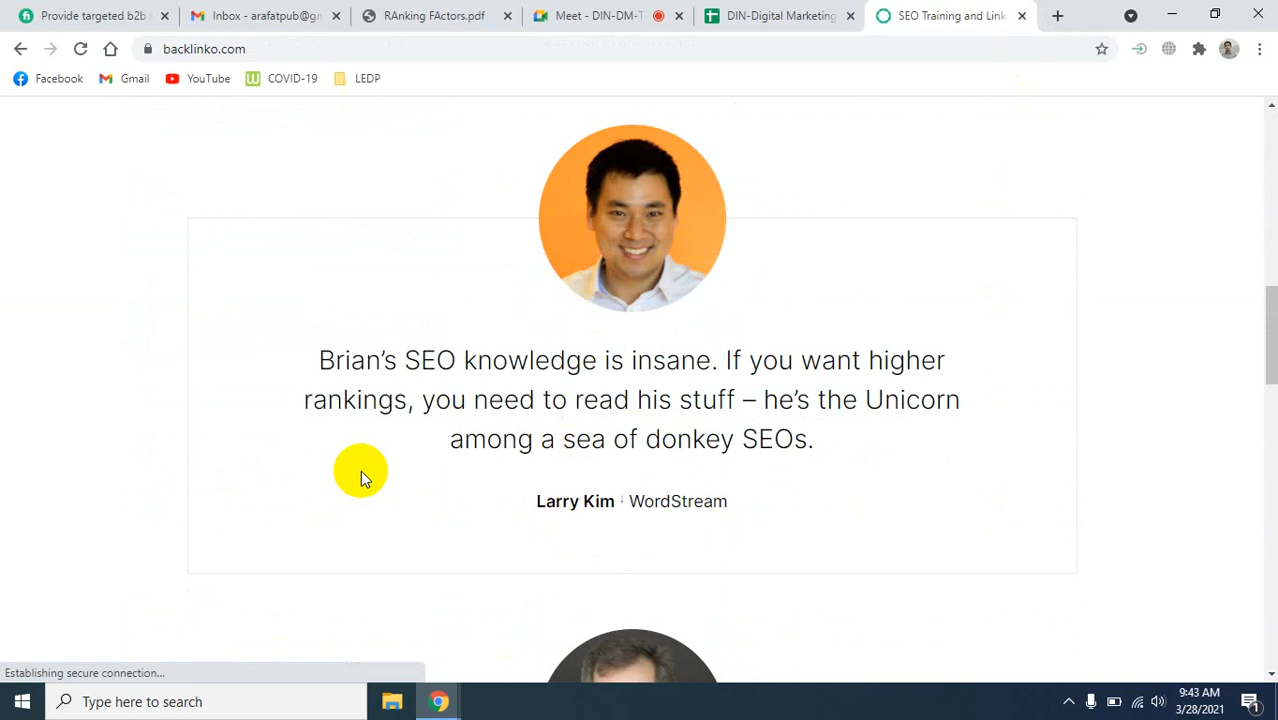 Provide targeted b2b l
Inbox - arafatpub@gn
RAnking FActors.pdf
Meet - DIN-DM-T
DIN-Digital Marketing
SEO Training and Link
backlinko.com
Facebook
Gmail
YouTube
COVID-19
LEDP
Brian's SEO knowledge is insane. If you want higher
rankings, you need to read his stuff – he's the Unicorn
among a sea of donkey SEOs.
Larry Kim WordStream
Establishing secure connection...
Type here to search
9:43 AM
3/28/2021
1